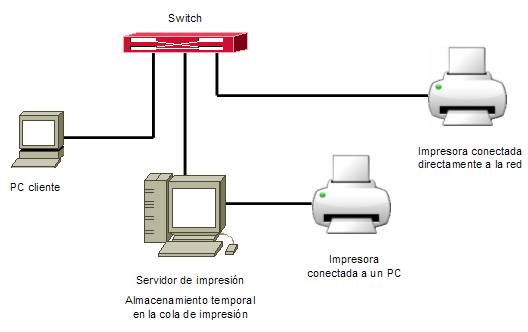 Switch
Impresora conectada
directamente a la red
PC cliente
Impresora
conectada a un PC
Servidor de impresión
Almacenamiento temporal
en la cola de impresión